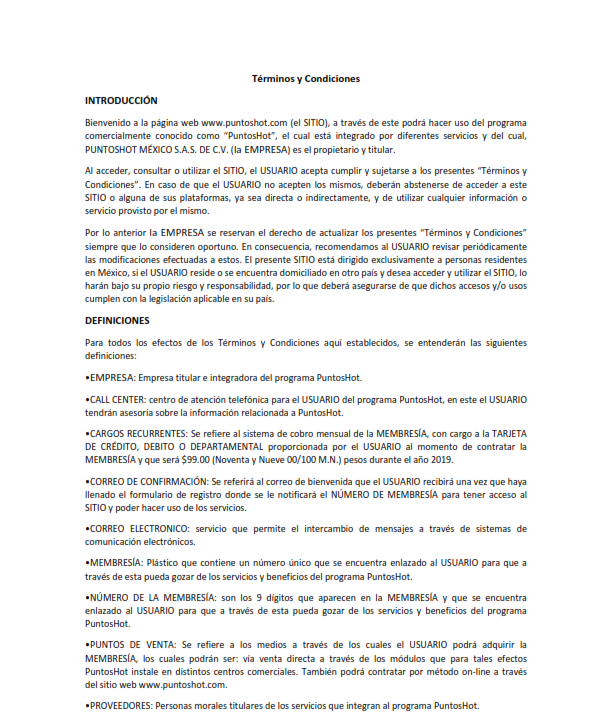 Términos y Condiciones
INTRODUCCIÓN
Bienvenido a la página web www.puntoshot.com (el SITIO), a través de este podrá hacer uso del programa
comercialmente conocido como “PuntosHot”, el cual está integrado por diferentes servicios y del cual,
PUNTOSHOT MÉXICO S.A.S. DE C.V. (la EMPRESA) es el propietario y titular.
Al acceder, consultar o utilizar el SITIO, el USUARIO acepta cumplir y sujetarse a los presentes “Términos y
Condiciones”. En caso de que el USUARIO no acepten los mismos, deberán abstenerse de acceder a este
SITIO o alguna de sus plataformas, ya sea directa o indirectamente, y de utilizar cualquier información o
servicio provisto por el mismo.
Por lo anterior la EMPRESA se reservan el derecho de actualizar los presentes “Términos y Condiciones”
siempre que lo consideren oportuno. En consecuencia, recomendamos al USUARIO revisar periódicamente
las modificaciones efectuadas a estos. El presente SITIO está dirigido exclusivamente a personas residentes
en México, si el USUARIO reside o se encuentra domiciliado en otro país y desea acceder y utilizar el SITIO, lo
harán bajo su propio riesgo y responsabilidad, por lo que deberá asegurarse de que dichos accesos y/o usos
cumplen con la legislación aplicable en su país.
DEFINICIONES
Para todos los efectos de los Términos y Condiciones aquí establecidos, se entenderán las siguientes
definiciones:
•EMPRESA: Empresa titular e integradora del programa PuntosHot.
•CALL CENTER: centro de atención telefónica para el USUARIO del programa PuntosHot, en este el USUARIO
tendrán asesoría sobre la información relacionada a PuntosHot.
•CARGOS RECURRENTES: Se refiere al sistema de cobro mensual de la MEMBRESÍA, con cargo a la TARJETA
DE CRÉDITO, DEBITO O DEPARTAMENTAL proporcionada por el USUARIO al momento de contratar la
MEMBRESÍA y que será $99.00 (Noventa y Nueve 00/100 M.N.) pesos durante el año 2019.
•CORREO DE CONFIRMACIÓN: Se referirá al correo de bienvenida que el USUARIO recibirá una vez que haya
llenado el formulario de registro donde se le notificará el NÚMERO DE MEMBRESÍA para tener acceso al
SITIO y poder hacer uso de los servicios.
•CORREO ELECTRONICO: servicio que permite el intercambio de mensajes a través de sistemas de
comunicación electrónicos.
•MEMBRESÍA: Plástico que contiene un número único que se encuentra enlazado al USUARIO para que a
través de esta pueda gozar de los servicios y beneficios del programa PuntosHot.
•NÚMERO DE LA MEMBRESÍA: son los 9 dígitos que aparecen en la MEMBRESÍA y que se encuentra
enlazado al USUARIO para que a través de esta pueda gozar de los servicios y beneficios del programa
PuntosHot.
•PUNTOS DE VENTA: Se refiere a los medios a través de los cuales el USUARIO podrá adquirir la
MEMBRESÍA, los cuales podrán ser: vía venta directa a través de los módulos que para tales efectos
PuntosHot instale en distintos centros comerciales. También podrá contratar por método on-line a través
del sitio web www.puntoshot.com.
•PROVEEDORES: Personas morales titulares de los servicios que integran al programa PuntosHot.